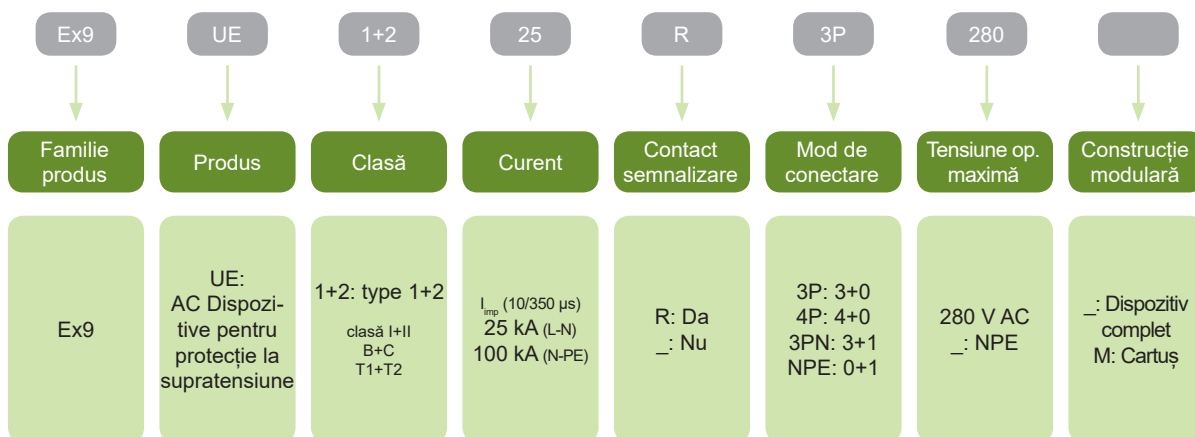 Ex9
UE
1+2
25
R
3P
280
Familie
produs
Produs
Clasă
Curent
Contact
semnalizare
Mod de
conectare
Tensiune op.
maximă
Construcție
modulară
Ex9
UE:
AC Dispozi-
tive pentru
protecție la
supratensiune
1+2: type 1+2
clasă I+II
B+C
T1+T2
Iimp (10/350 µs)
25 kA (L-N)
100 kA (N-PE)
R: Da
_: Nu
3P: 3+0
4P: 4+0
3PN: 3+1
NPE: 0+1
280 V AC
_: NPE
_: Dispozitiv
complet
M: Cartuș